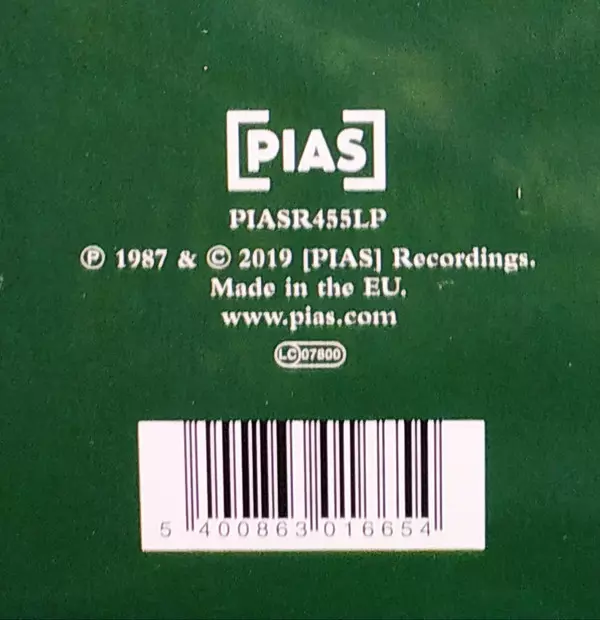 [PIAS]
PIASR455LP
℗ 1987 & © 2019 [PIAS] Recordings.
Made in the EU.
www.pias.com
LC 07800
5 400863 016654